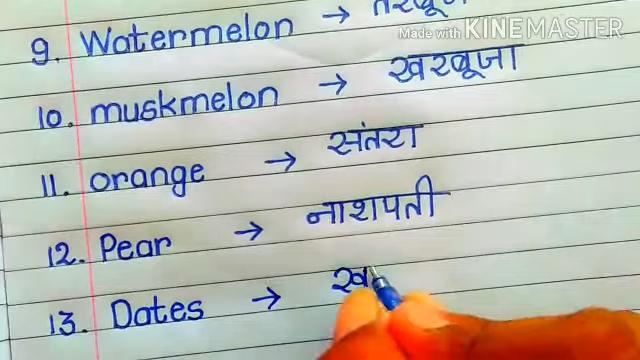 9. Watermelon →
Made with KINEMASTER
10. muskmelon → खरबूजा
11. orange → संतरा
12. Pear → नाशपती
13. Dates → ख